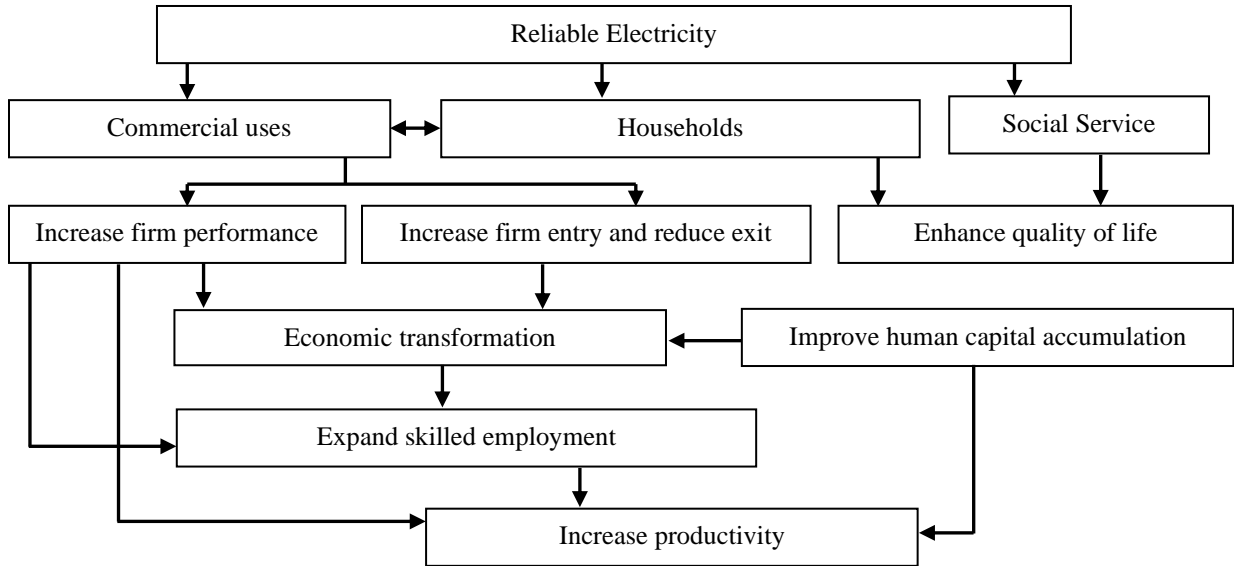 Reliable Electricity
Commercial uses
Households
Social Service
Increase firm performance
Increase firm entry and reduce exit
Enhance quality of life
Economic transformation
Improve human capital accumulation
Expand skilled employment
Increase productivity